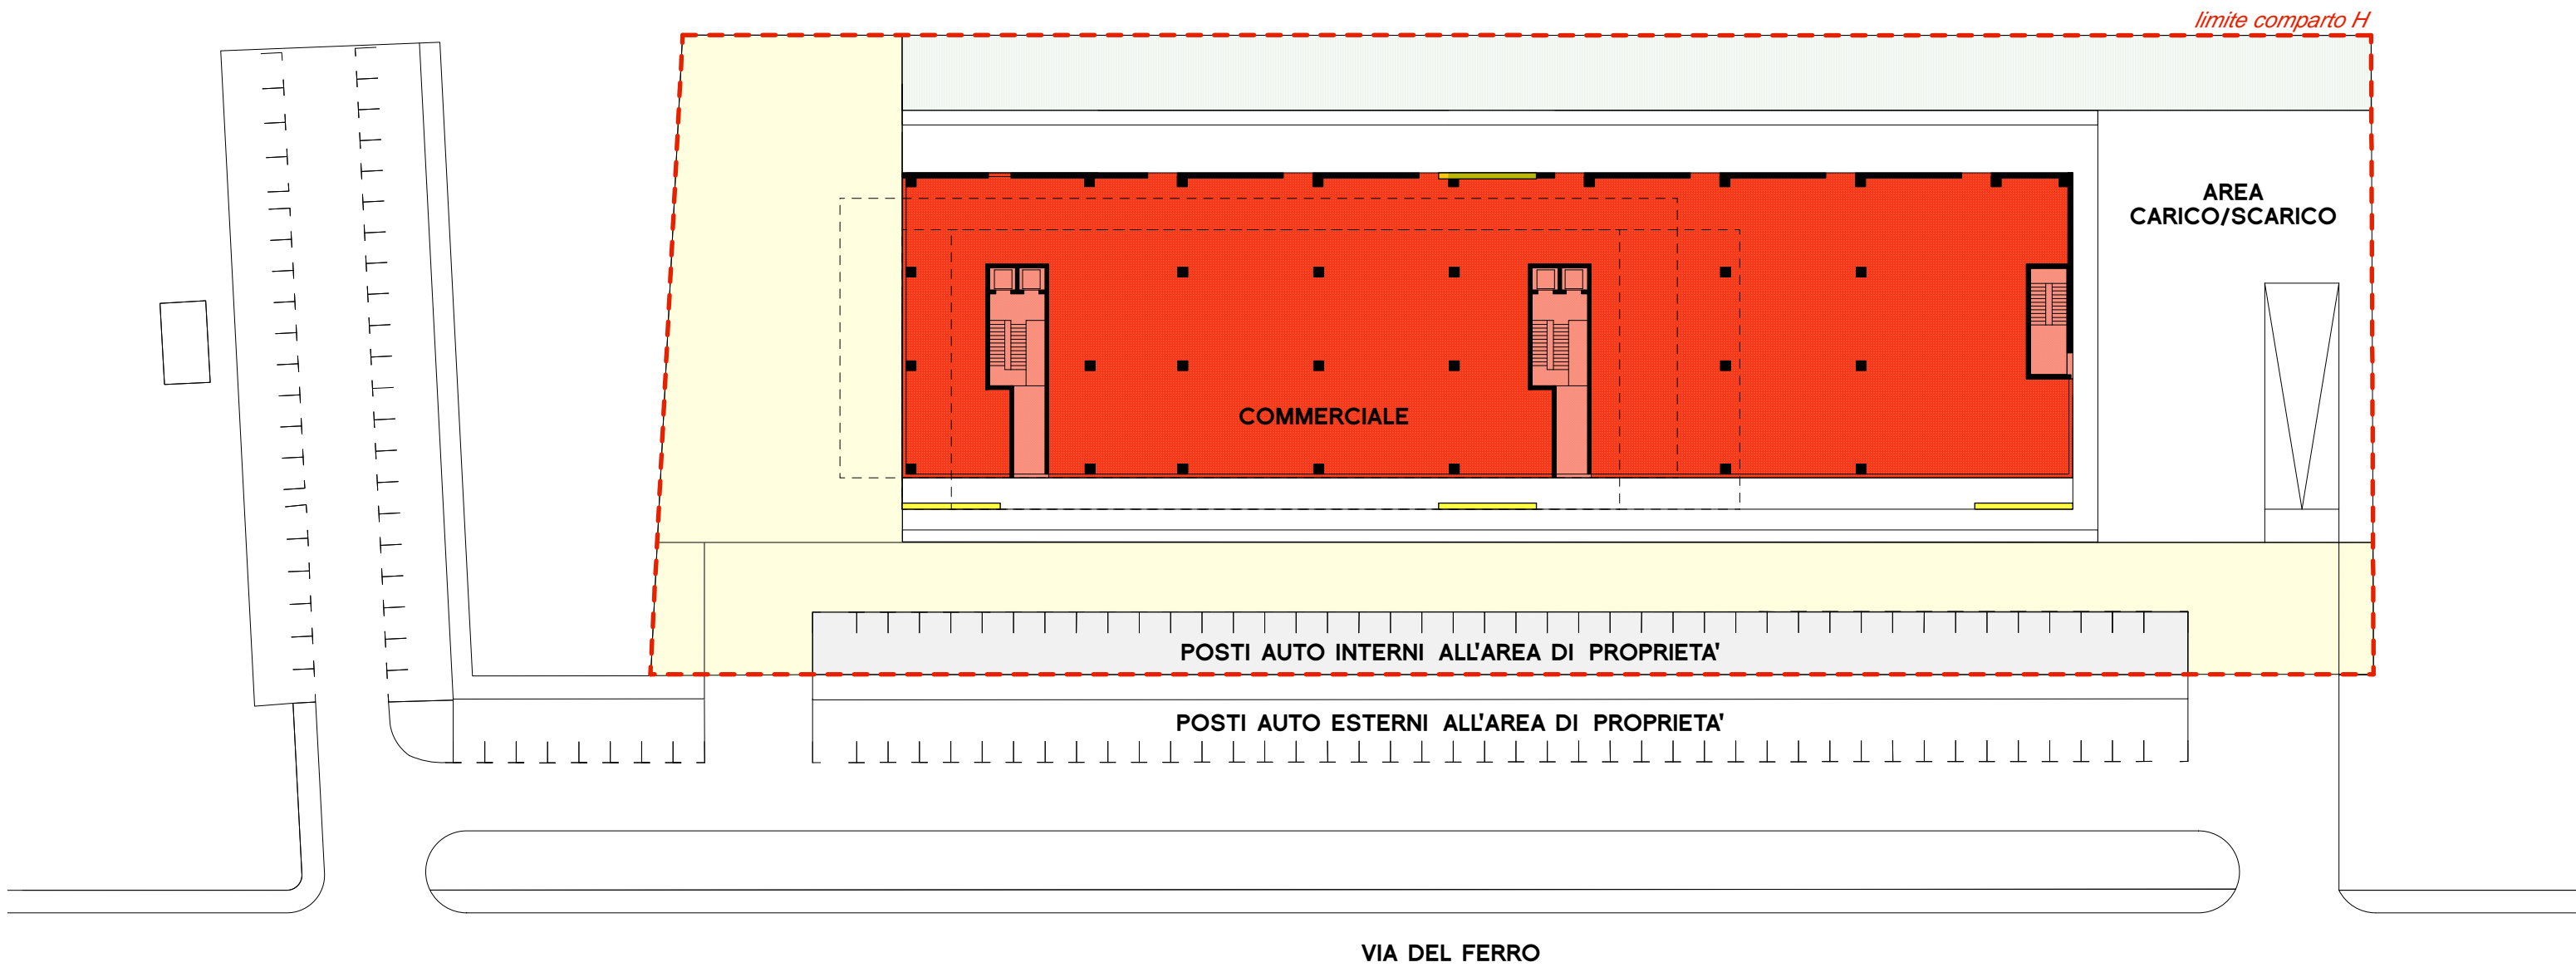 limite comparto H
AREA
CARICO/SCARICO
COMMERCIALE
POSTI AUTO INTERNI ALL'AREA DI PROPRIETA'
POSTI AUTO ESTERNI ALL'AREA DI PROPRIETA'
VIA DEL FERRO